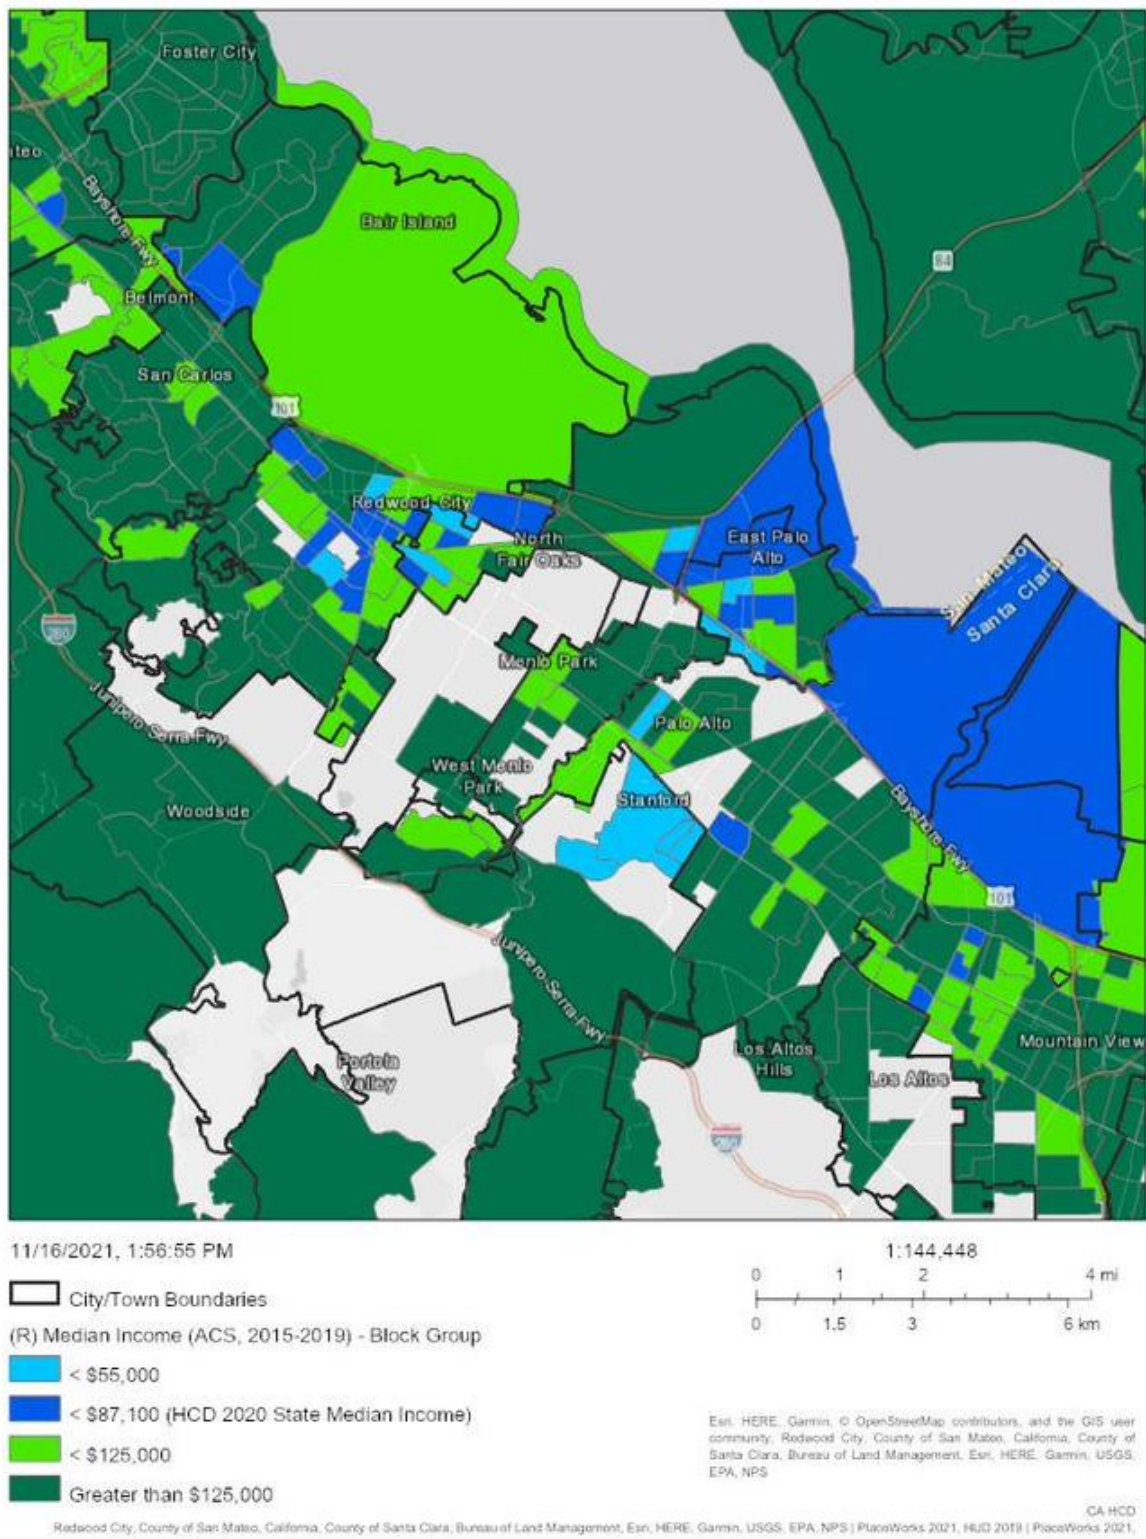 Foster City
ateo
Bayshore-Fwy
Bair Island
84
Belmont
San Carlos
101
Redwood City
North
Fair Oaks
East Palo
Alto
San Mateo
Santa Clara
280
Menlo Park
Junipero-Serra-Fwy
Palo Alto
West Menlo
Park
Stanford
Woodside
Bayshore-Fwy
101
Junipero-Serra-Fwy
Los Altos
Hills
Mountain View
Portola
Valley
Los Altos
280
11/16/2021, 1:56:55 PM
1:144,448
0 1 2 4 mi
0 1.5 3 6 km
City/Town Boundaries
(R) Median Income (ACS, 2015-2019) - Block Group
< $55,000
< $87,100 (HCD 2020 State Median Income)
< $125,000
Greater than $125,000
Esri, HERE, Garmin, © OpenStreetMap contributors, and the GIS user
community, Redwood City, County of San Mateo, California, County of
Santa Clara, Bureau of Land Management, Esri, HERE, Garmin, USGS,
EPA, NPS
CA HCD
Redwood City, County of San Mateo, California, County of Santa Clara, Bureau of Land Management, Esri, HERE, Garmin, USGS, EPA, NPS | PlaceWorks 2021, HUD 2019 | PlaceWorks 2021